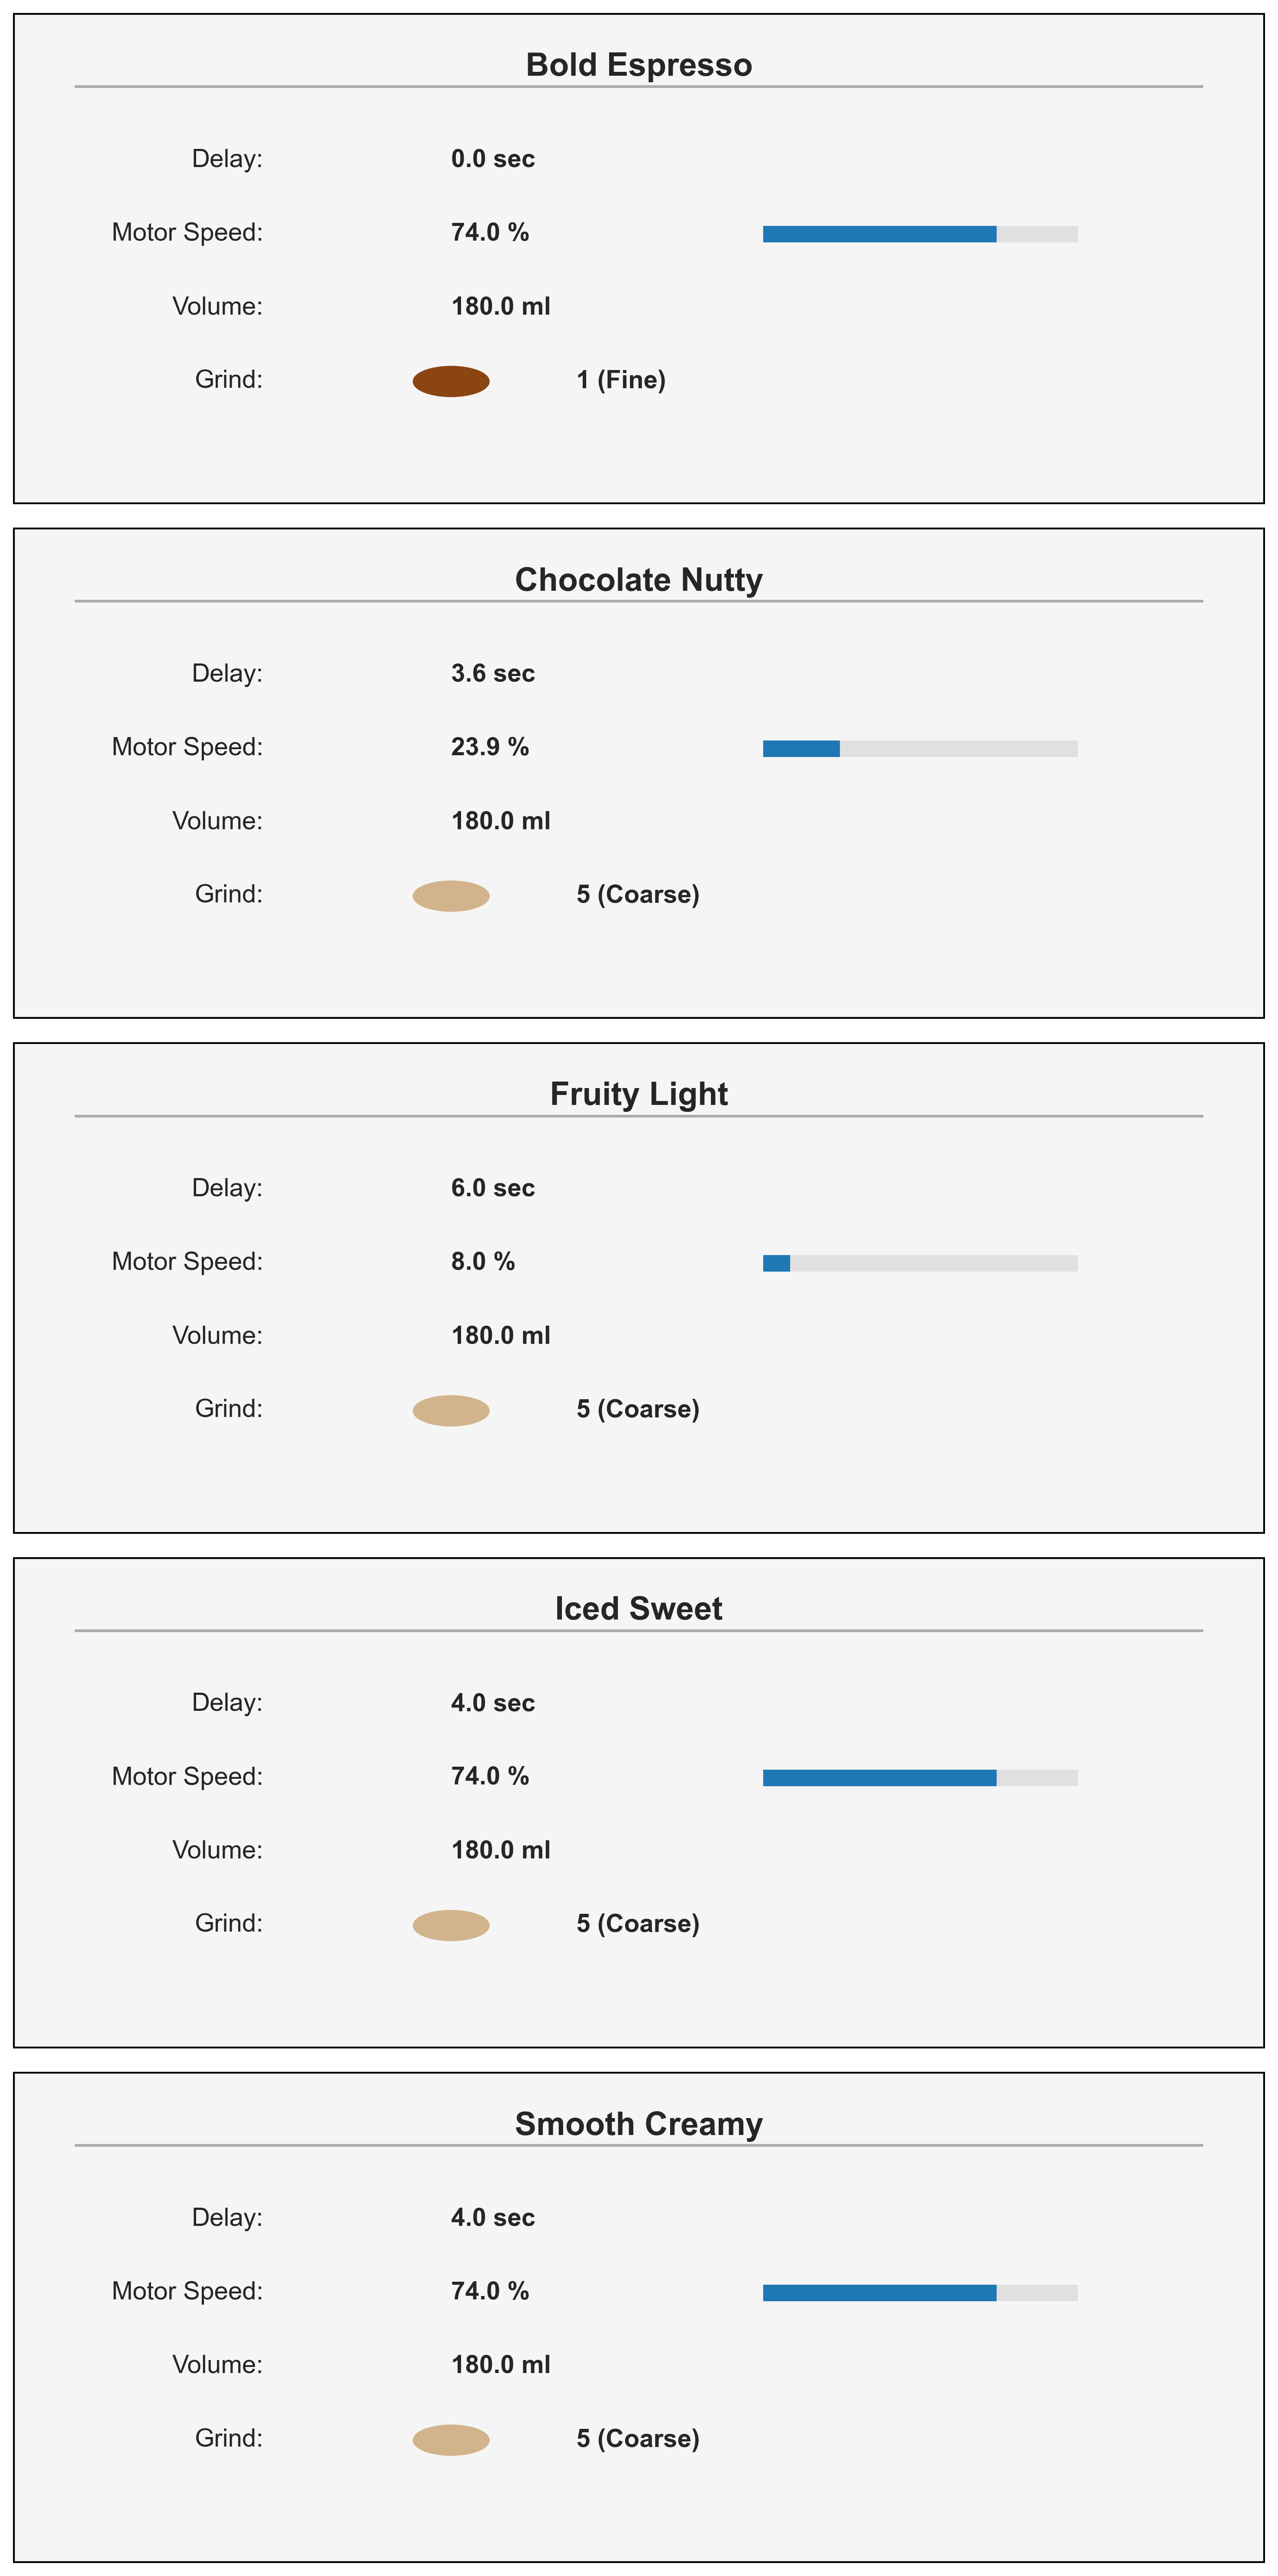 Bold Espresso
Delay: 0.0 sec
Motor Speed: 74.0 %
Volume: 180.0 ml
Grind: 1 (Fine)
Chocolate Nutty
Delay: 3.6 sec
Motor Speed: 23.9 %
Volume: 180.0 ml
Grind: 5 (Coarse)
Fruity Light
Delay: 6.0 sec
Motor Speed: 8.0 %
Volume: 180.0 ml
Grind: 5 (Coarse)
Iced Sweet
Delay: 4.0 sec
Motor Speed: 74.0 %
Volume: 180.0 ml
Grind: 5 (Coarse)
Smooth Creamy
Delay: 4.0 sec
Motor Speed: 74.0 %
Volume: 180.0 ml
Grind: 5 (Coarse)